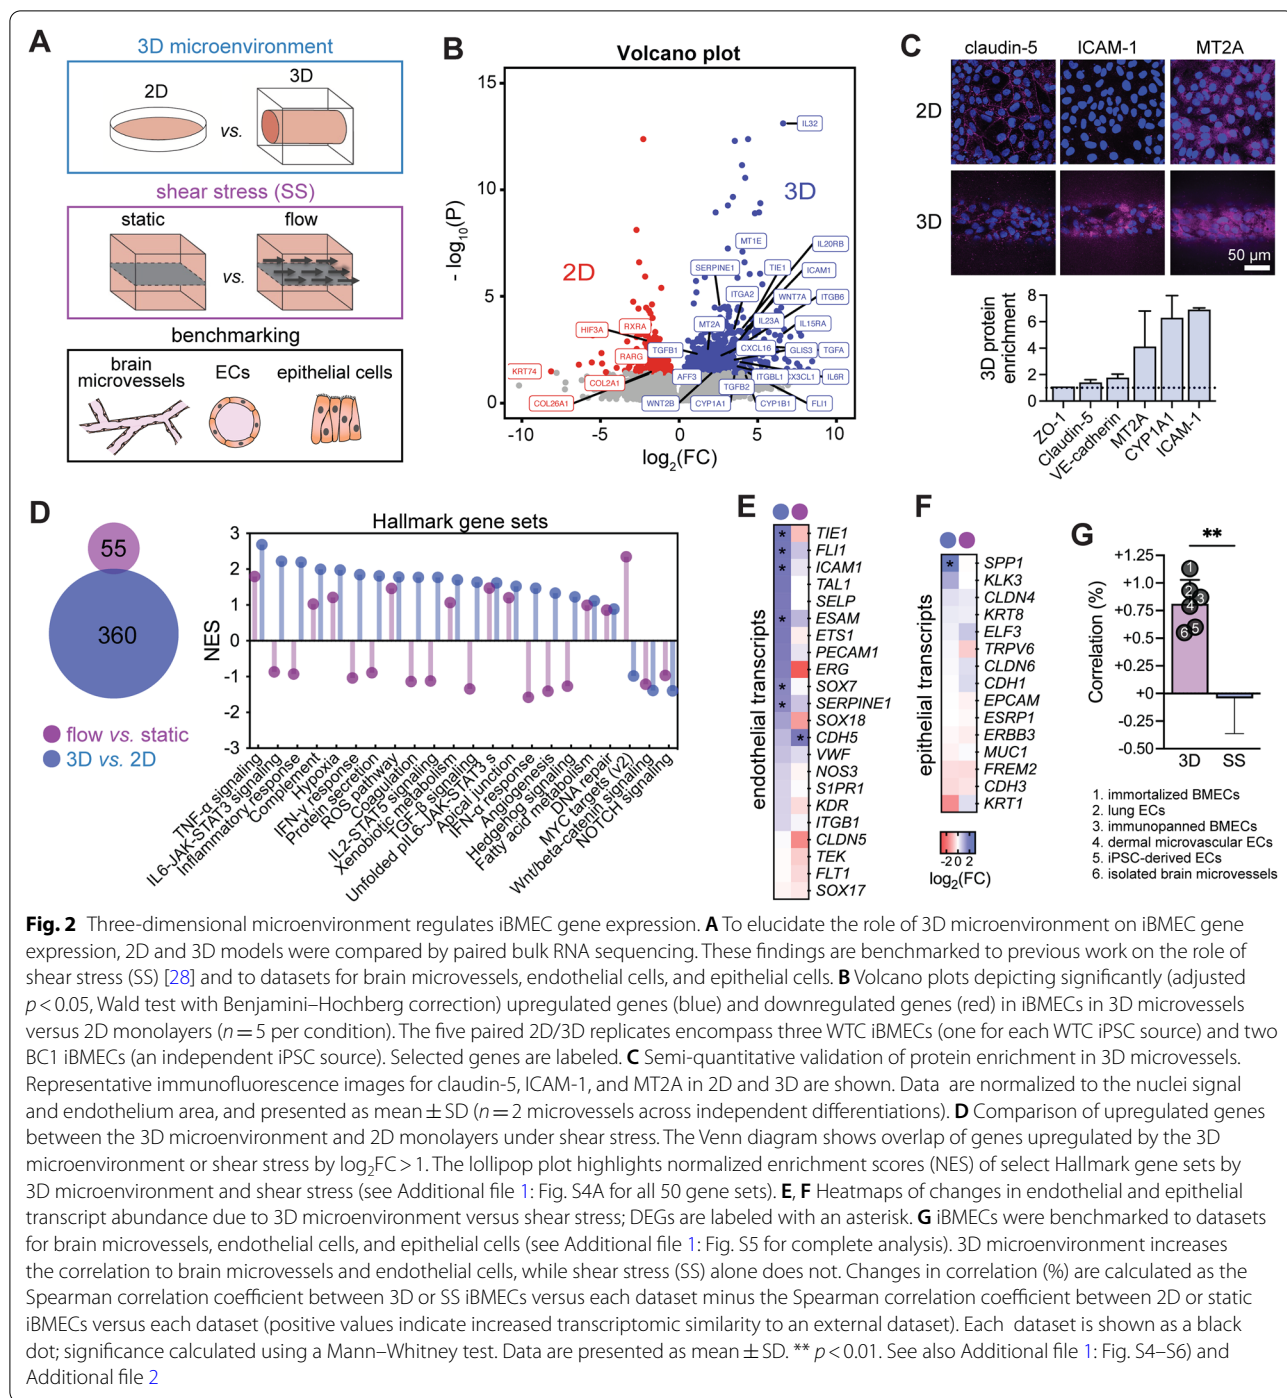 A
3D microenvironment
2D
vs.
3D
shear stress (SS)
static
flow
vs.
benchmarking
brain microvessels
ECs
epithelial cells
B
Volcano plot
- log10(P)
15
10
5
0
-10
-5
0
5
10
log2(FC)
2D
3D
IL32
MT1E
IL20RB
SERPINE1
TIE1
ICAM1
ITGA2
WNT7A
ITGB6
HIF3A
RXRA
MT2A
IL23A
IL15RA
RARG
TGFB1
CXCL16
GLIS3
TGFA
KRT74
COL2A1
AFF3
ITGBL1
CX3CL1
IL6R
TGFB2
COL26A1
WNT2B
CYP1A1
CYP1B1
FLI1
C
claudin-5
ICAM-1
MT2A
2D
3D
50 µm
3D protein enrichment
8
6
4
2
0
ZO-1
Claudin-5
VE-cadherin
MT2A
CYP1A1
ICAM-1
D
55
360
flow vs. static
3D vs. 2D
Hallmark gene sets
NES
3
2
1
0
-1
-2
-3
TNF-α signaling
IL6-JAK-STAT3 signaling
Inflammatory response
Complement
Hypoxia
IFN-γ response
Protein secretion
ROS pathway
Coagulation
IL2-STAT5 signaling
Xenobiotic metabolism
TGF-β signaling
Unfolded pIL6-JAK-STAT3 s
Apical junction
IFN-α response
Angiogenesis
Hedgehog signaling
Fatty acid metabolism
DNA repair
MYC targets (v2)
Wnt/beta-catenin signaling
NOTCH signaling
E
endothelial transcripts
* TIE1
* FLI1
* ICAM1
TAL1
SELP
* ESAM
ETS1
PECAM1
ERG
* SOX7
* SERPINE1
SOX18
* CDH5
VWF
NOS3
S1PR1
KDR
ITGB1
CLDN5
TEK
FLT1
SOX17
F
epithelial transcripts
* SPP1
KLK3
CLDN4
KRT8
ELF3
TRPV6
CLDN6
CDH1
EPCAM
ESRP1
ERBB3
MUC1
FREM2
CDH3
KRT1
-2 0 2
log2(FC)
G
**
Correlation (%)
+1.25
+1.0
+0.75
+0.5
+0.25
+0
-0.25
-0.50
1
2
3
4
5
6
3D
SS
1. immortalized BMECs
2. lung ECs
3. immunopanned BMECs
4. dermal microvascular ECs
5. iPSC-derived ECs
6. isolated brain microvessels
Fig. 2 Three-dimensional microenvironment regulates iBMEC gene expression. A To elucidate the role of 3D microenvironment on iBMEC gene
expression, 2D and 3D models were compared by paired bulk RNA sequencing. These findings are benchmarked to previous work on the role of
shear stress (SS) [28] and to datasets for brain microvessels, endothelial cells, and epithelial cells. B Volcano plots depicting significantly (adjusted
p < 0.05, Wald test with Benjamini–Hochberg correction) upregulated genes (blue) and downregulated genes (red) in iBMECs in 3D microvessels
versus 2D monolayers (n = 5 per condition). The five paired 2D/3D replicates encompass three WTC iBMECs (one for each WTC iPSC source) and two
BC1 iBMECs (an independent iPSC source). Selected genes are labeled. C Semi-quantitative validation of protein enrichment in 3D microvessels.
Representative immunofluorescence images for claudin-5, ICAM-1, and MT2A in 2D and 3D are shown. Data are normalized to the nuclei signal
and endothelium area, and presented as mean ± SD (n = 2 microvessels across independent differentiations). D Comparison of upregulated genes
between the 3D microenvironment and 2D monolayers under shear stress. The Venn diagram shows overlap of genes upregulated by the 3D
microenvironment or shear stress by log2FC > 1. The lollipop plot highlights normalized enrichment scores (NES) of select Hallmark gene sets by
3D microenvironment and shear stress (see Additional file 1: Fig. S4A for all 50 gene sets). E, F Heatmaps of changes in endothelial and epithelial
transcript abundance due to 3D microenvironment versus shear stress; DEGs are labeled with an asterisk. G iBMECs were benchmarked to datasets
for brain microvessels, endothelial cells, and epithelial cells (see Additional file 1: Fig. S5 for complete analysis). 3D microenvironment increases
the correlation to brain microvessels and endothelial cells, while shear stress (SS) alone does not. Changes in correlation (%) are calculated as the
Spearman correlation coefficient between 3D or SS iBMECs versus each dataset minus the Spearman correlation coefficient between 2D or static
iBMECs versus each dataset (positive values indicate increased transcriptomic similarity to an external dataset). Each dataset is shown as a black
dot; significance calculated using a Mann–Whitney test. Data are presented as mean ± SD. ** p < 0.01. See also Additional file 1: Fig. S4–S6) and
Additional file 2